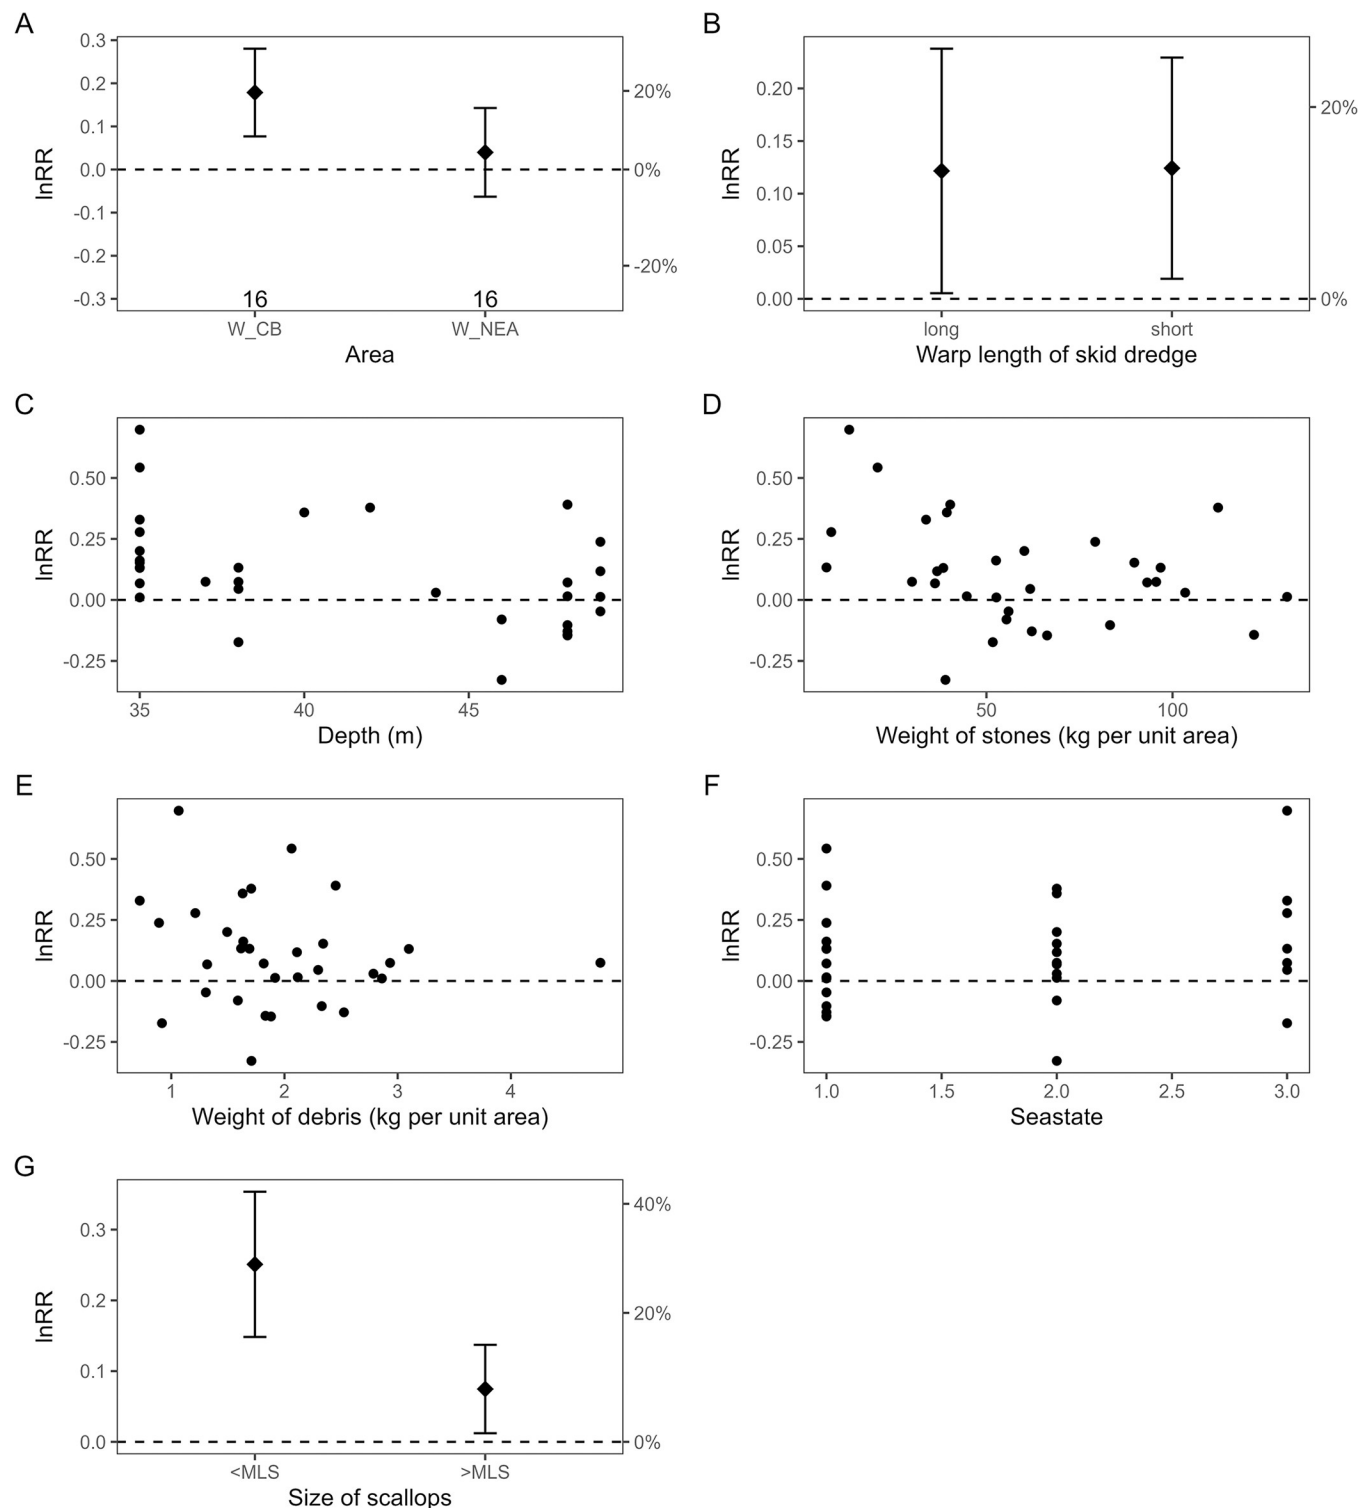 A
lnRR
0.3
0.2
0.1
0.0
-0.1
-0.2
-0.3
20%
0%
-20%
16 16
W_CB W_NEA
Area
B
lnRR
0.20
0.15
0.10
0.05
0.00
20%
0%
long short
Warp length of skid dredge
C
lnRR
0.50
0.25
0.00
-0.25
35 40 45
Depth (m)
D
lnRR
0.50
0.25
0.00
-0.25
50 100
Weight of stones (kg per unit area)
E
lnRR
0.50
0.25
0.00
-0.25
1 2 3 4
Weight of debris (kg per unit area)
F
lnRR
0.50
0.25
0.00
-0.25
1.0 1.5 2.0 2.5 3.0
Seastate
G
lnRR
0.3
0.2
0.1
0.0
40%
20%
0%
<MLS >MLS
Size of scallops